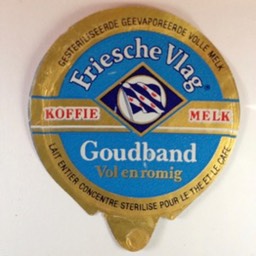 GESTERILISEERDE GEEVAPOREERDE VOLLE MELK
Friesche Vlag®
KOFFIE MELK
Goudband
Vol en romig
LAIT ENTIER CONCENTRE STERILISE POUR LE THE ET LE CAFE